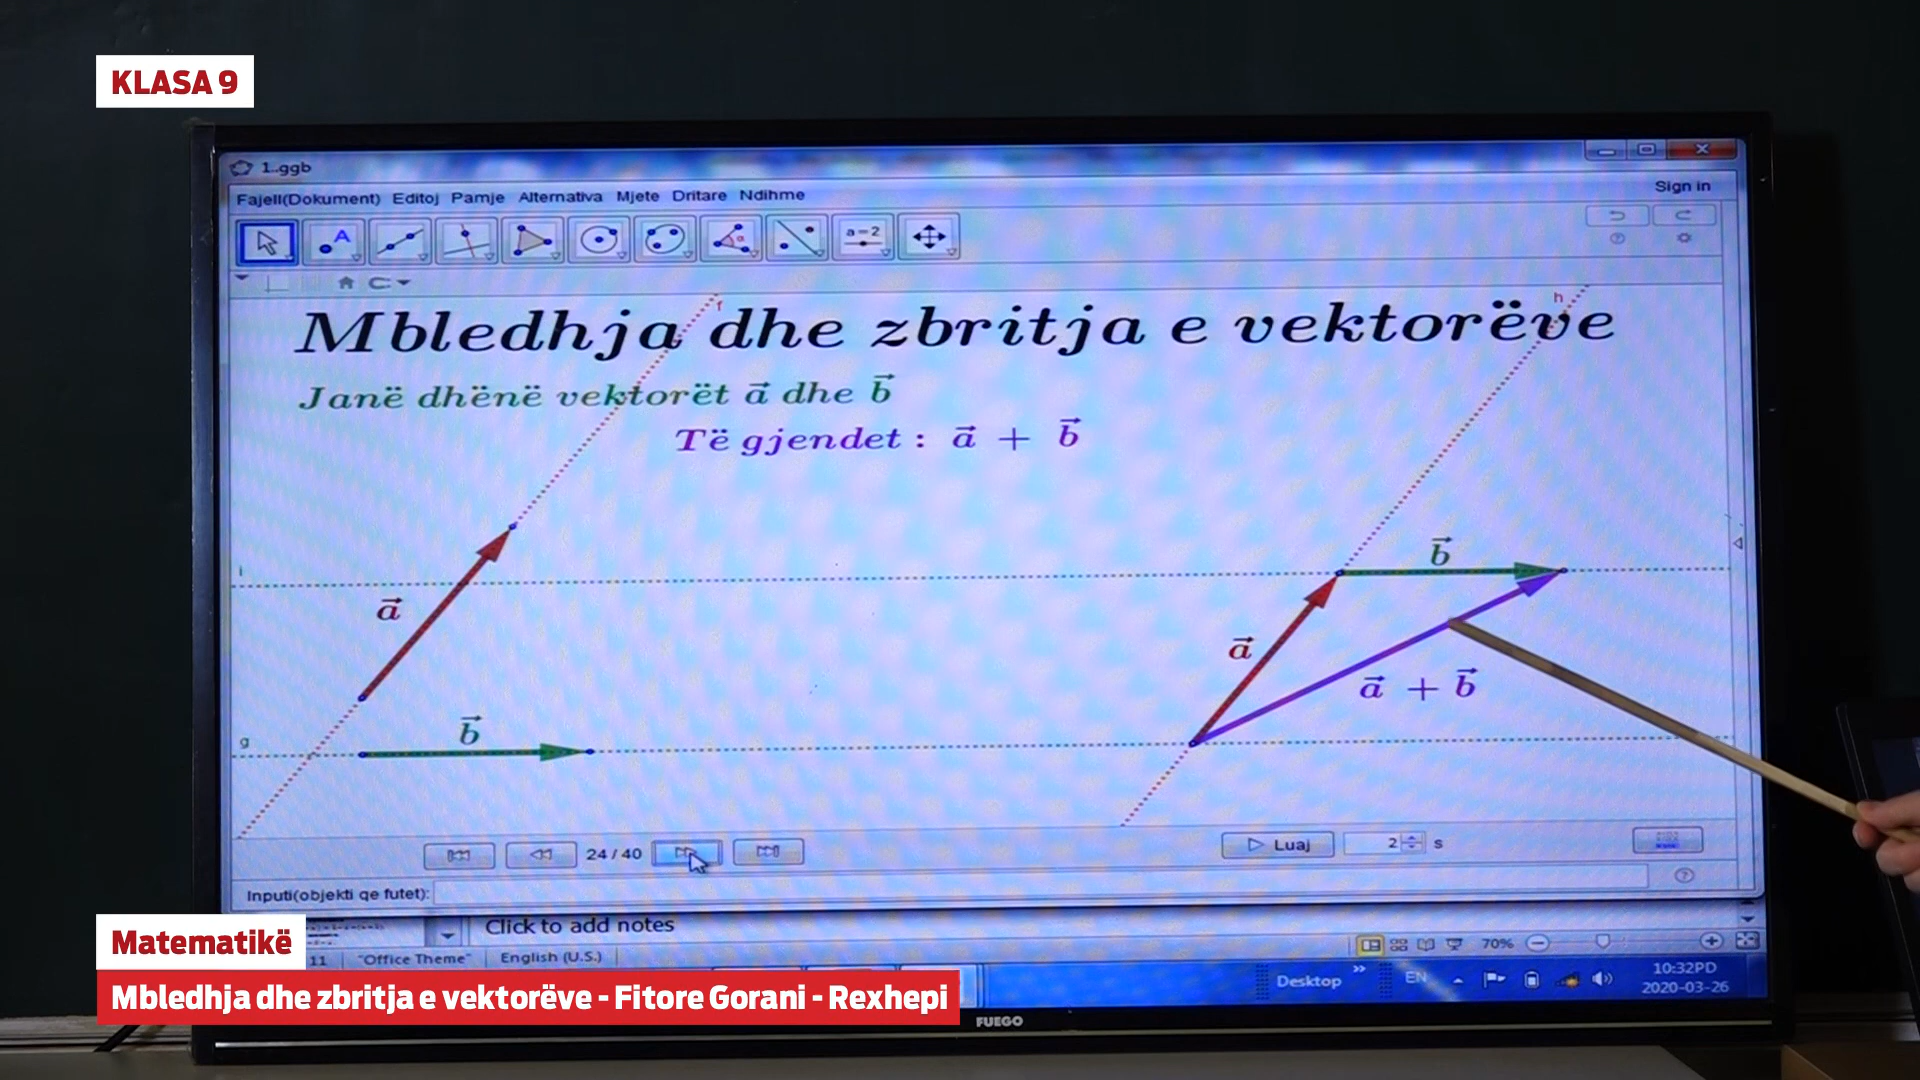 KLASA 9
1.ggb
Fajell(Dokument) Editoj Pamje Alternativa Mjete Dritare Ndihme
Sign in
A
α
a=2
f
h
Mbledhja dhe zbritja e vektorëve
Janë dhënë vektorët a⃗ dhe b⃗
Të gjendet : a⃗ + b⃗
i
b⃗
a⃗
a⃗
a⃗ + b⃗
b⃗
g
24 / 40
Luaj
2 s
Inputi(objekti qe futet):
Click to add notes
Matematikë
11 "Office Theme" English (U.S.)
70%
Desktop
EN
10:32PD
2020-03-26
Mbledhja dhe zbritja e vektorëve - Fitore Gorani - Rexhepi
FUEGO